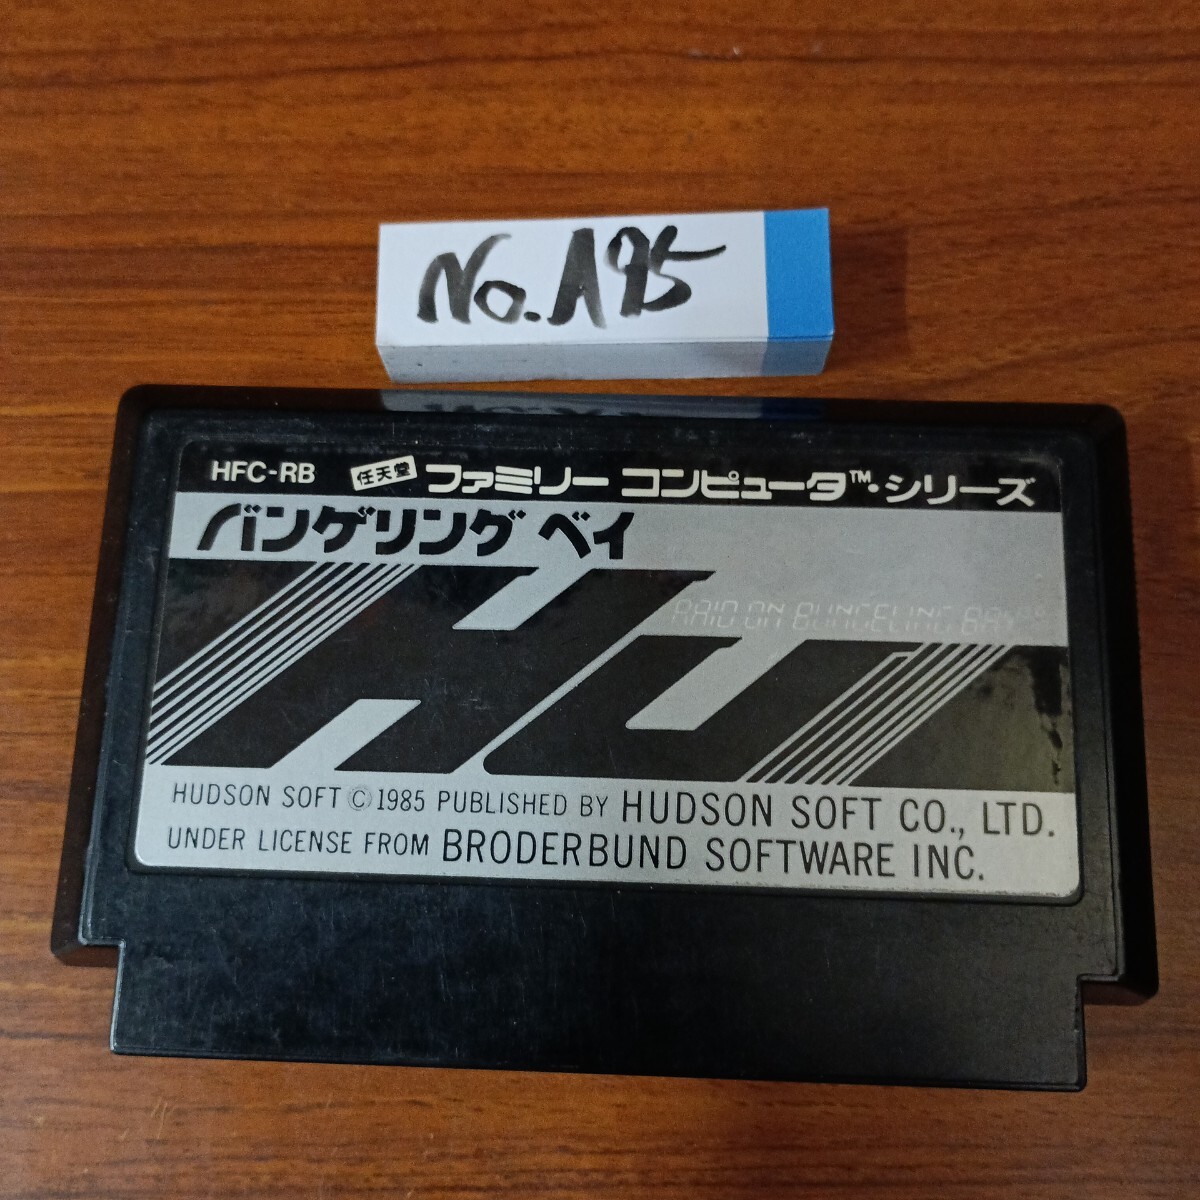 No. A95
HFC-RB 任天堂 ファミリー コンピュータ™・シリーズ
バンゲリング ベイ
RAID ON BUNGELING BAY
HU
HUDSON SOFT © 1985 PUBLISHED BY HUDSON SOFT CO., LTD.
UNDER LICENSE FROM BRODERBUND SOFTWARE INC.